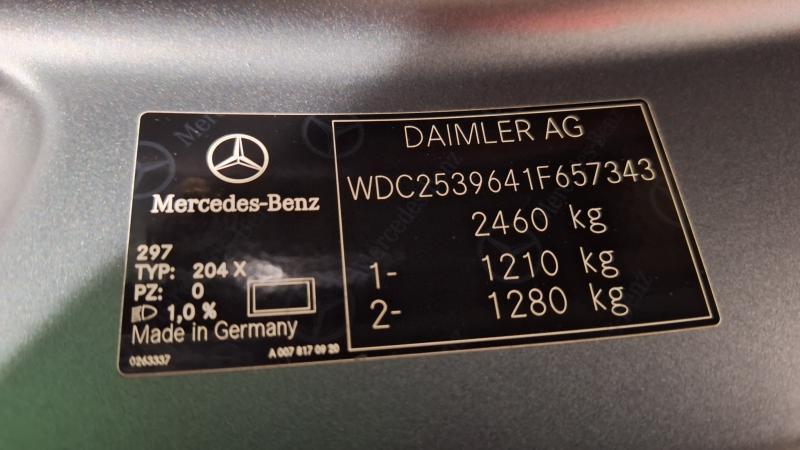 Mercedes-Benz
297
TYP: 204 X
PZ: 0
1,0 %
Made in Germany
0263337
A 007 817 09 20
DAIMLER AG
WDC2539641F657343
2460 kg
1- 1210 kg
2- 1280 kg